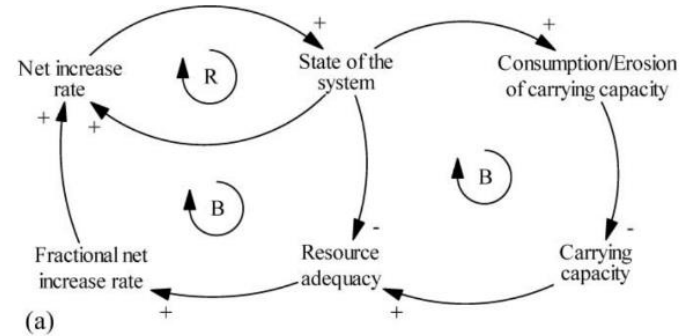 +
+
Net increase
rate
R
State of the
system
Consumption/Erosion
of carrying capacity
+
+
B
B
-
-
Fractional net
increase rate
Resource
adequacy
Carrying
capacity
+
+
(a)